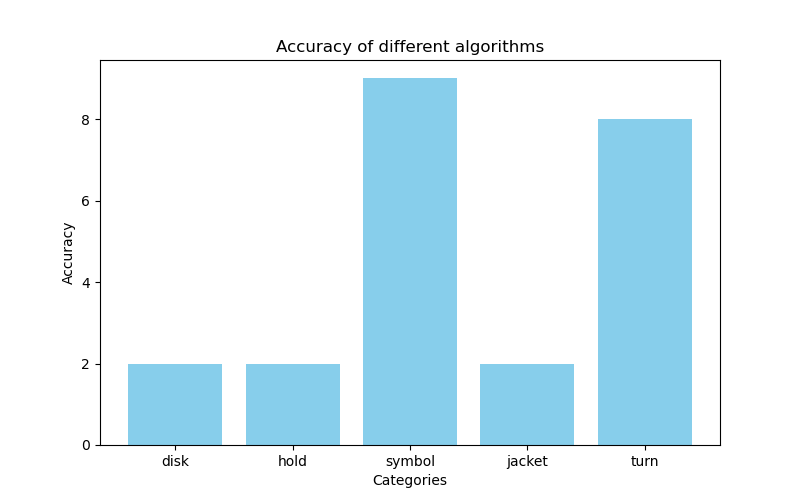 Accuracy of different algorithms
Accuracy
8
6
4
2
0
disk hold symbol jacket turn
Categories